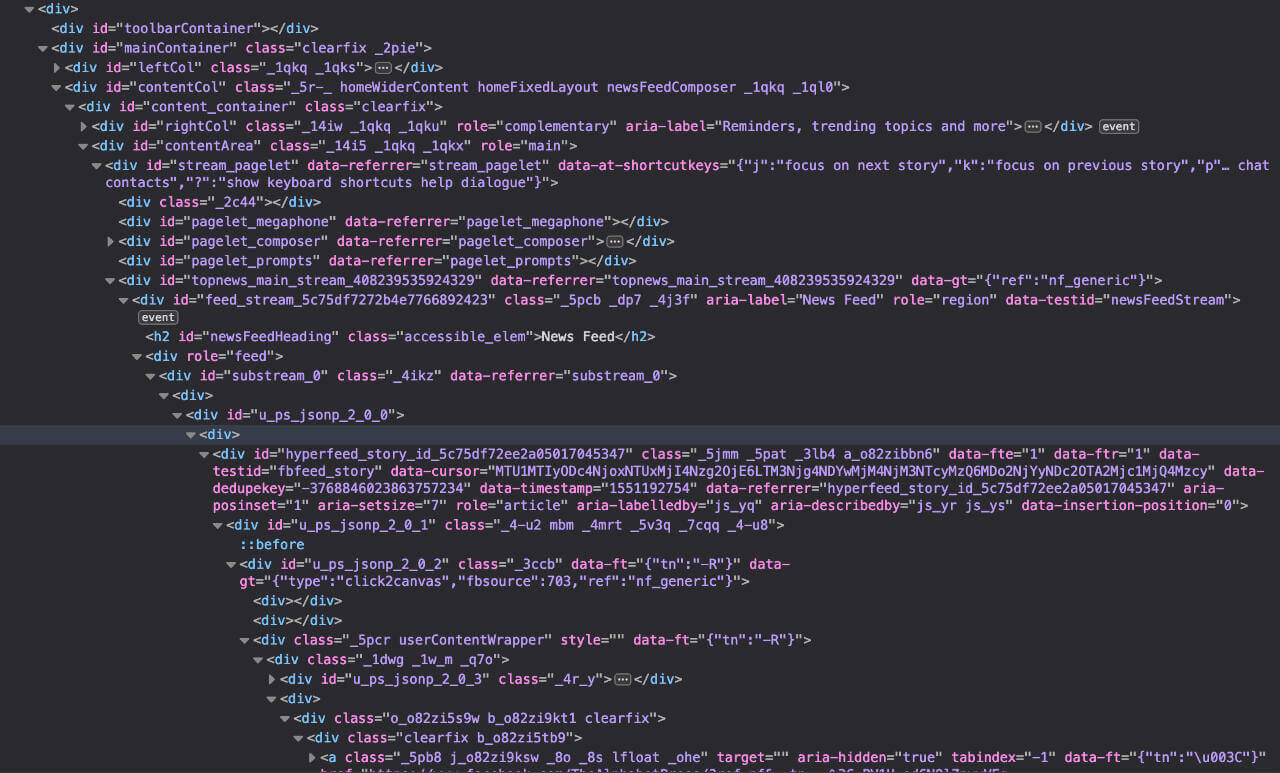 <div>
<div id="toolbarContainer"></div>
<div id="mainContainer" class="clearfix _2pie">
<div id="leftCol" class="_1qkq _1qks">⋯</div>
<div id="contentCol" class="_5r-_ homeWiderContent homeFixedLayout newsFeedComposer _1qkq _1ql0">
<div id="content_container" class="clearfix">
<div id="rightCol" class="_14iw _1qkq _1qku" role="complementary" aria-label="Reminders, trending topics and more">⋯</div> event
<div id="contentArea" class="_14i5 _1qkq _1qkx" role="main">
<div id="stream_pagelet" data-referrer="stream_pagelet" data-at-shortcutkeys="{"j":"focus on next story","k":"focus on previous story","p"… chat
contacts","?":"show keyboard shortcuts help dialogue"}">
<div class="_2c44"></div>
<div id="pagelet_megaphone" data-referrer="pagelet_megaphone"></div>
<div id="pagelet_composer" data-referrer="pagelet_composer">⋯</div>
<div id="pagelet_prompts" data-referrer="pagelet_prompts"></div>
<div id="topnews_main_stream_408239535924329" data-referrer="topnews_main_stream_408239535924329" data-gt="{"ref":"nf_generic"}">
<div id="feed_stream_5c75df7272b4e7766892423" class="_5pcb _dp7 _4j3f" aria-label="News Feed" role="region" data-testid="newsFeedStream">
event
<h2 id="newsFeedHeading" class="accessible_elem">News Feed</h2>
<div role="feed">
<div id="substream_0" class="_4ikz" data-referrer="substream_0">
<div>
<div id="u_ps_jsonp_2_0_0">
<div>
<div id="hyperfeed_story_id_5c75df72ee2a05017045347" class="_5jmm _5pat _3lb4 a_o82zibbn6" data-fte="1" data-ftr="1" data-
testid="fbfeed_story" data-cursor="MTU1MTIyODc4NjoxNTUxMjI4Nzg2OjE6LTM3Njg4NDYwMjM4NjM3NTcyMzQ6MDo2NjYyNDc2OTA2Mjc1MjQ4Mzcy" data-
dedupekey="-3768846023863757234" data-timestamp="1551192754" data-referrer="hyperfeed_story_id_5c75df72ee2a05017045347" aria-
posinset="1" aria-setsize="7" role="article" aria-labelledby="js_yq" aria-describedby="js_yr js_ys" data-insertion-position="0">
<div id="u_ps_jsonp_2_0_1" class="_4-u2 mbm _4mrt _5v3q _7cqq _4-u8">
::before
<div id="u_ps_jsonp_2_0_2" class="_3ccb" data-ft="{"tn":"-R"}" data-
gt="{"type":"click2canvas","fbsource":703,"ref":"nf_generic"}">
<div></div>
<div></div>
<div class="_5pcr userContentWrapper" style="" data-ft="{"tn":"-R"}">
<div class="_1dwg _1w_m _q7o">
<div id="u_ps_jsonp_2_0_3" class="_4r_y">⋯</div>
<div>
<div class="o_o82zi5s9w b_o82zi9kt1 clearfix">
<div class="clearfix b_o82zi5tb9">
<a class="_5pb8 j_o82zi9ksw _8o _8s lfloat _ohe" target="" aria-hidden="true" tabindex="-1" data-ft="{"tn":"\u003C"}"